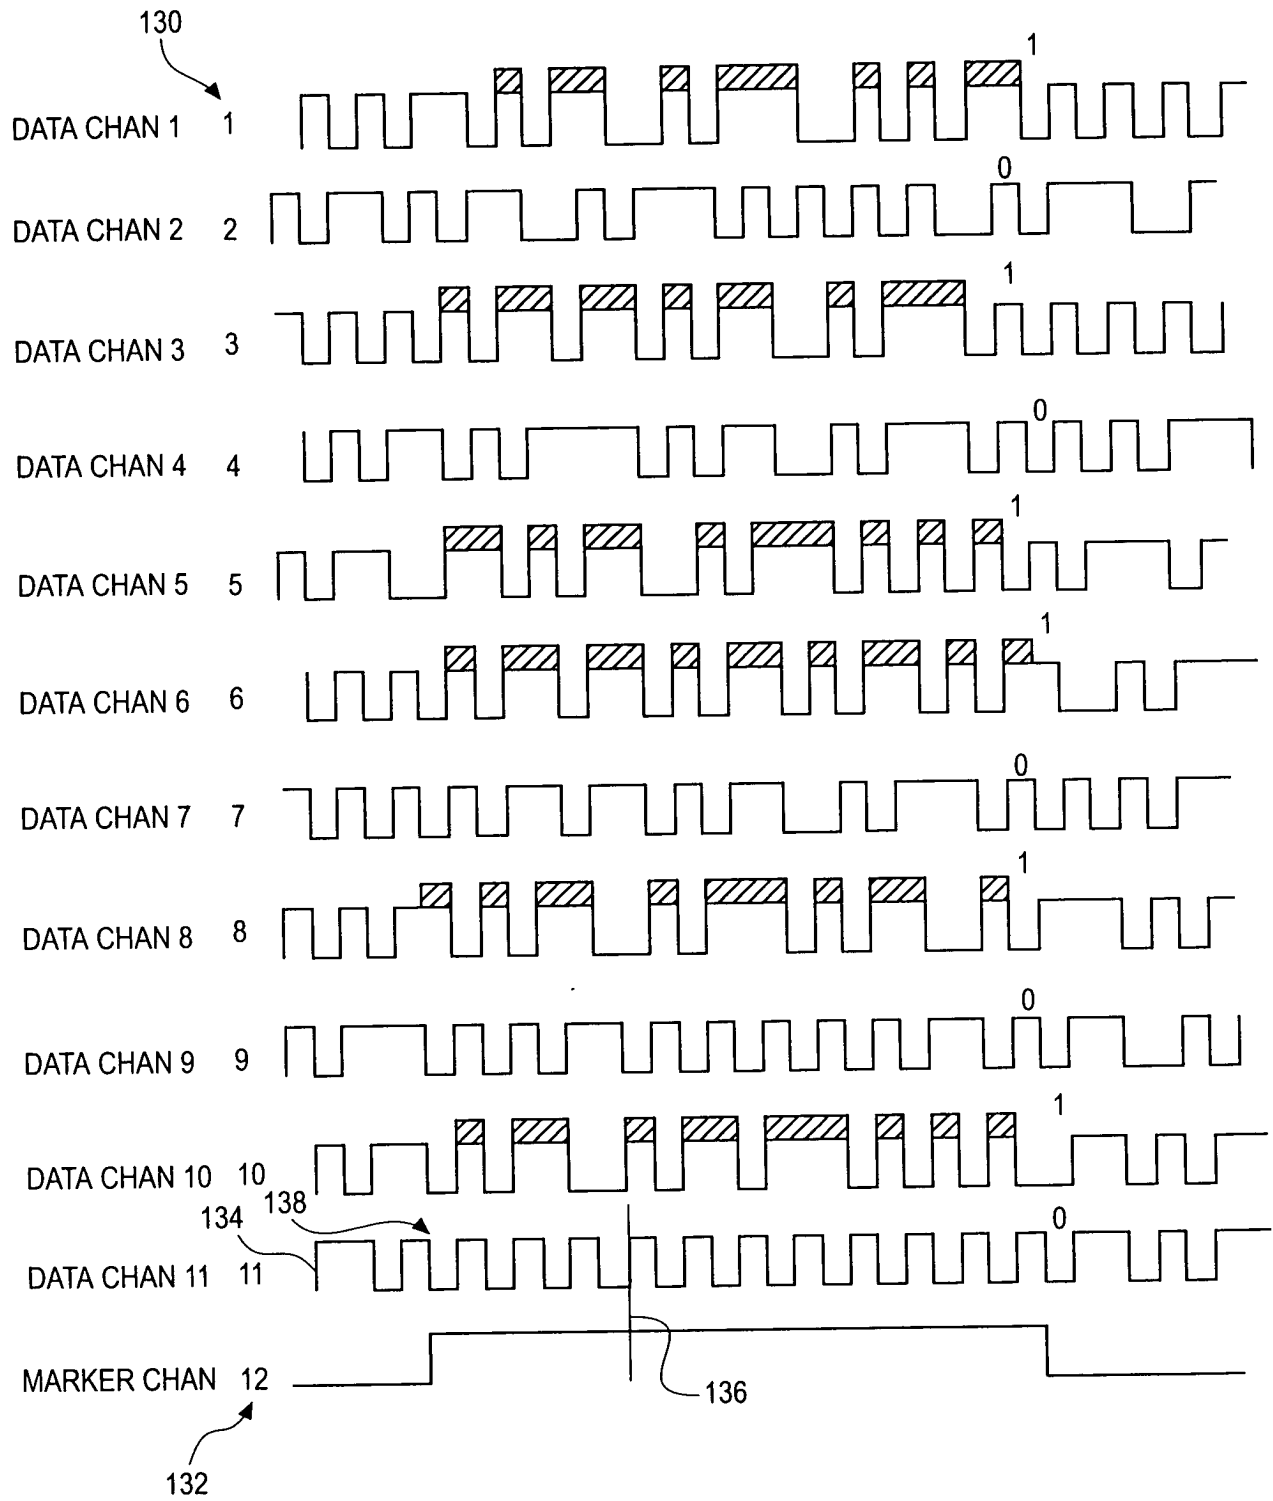 130
1
DATA CHAN 1 1
0
DATA CHAN 2 2
1
DATA CHAN 3 3
0
DATA CHAN 4 4
1
DATA CHAN 5 5
1
DATA CHAN 6 6
0
DATA CHAN 7 7
1
DATA CHAN 8 8
0
DATA CHAN 9 9
1
DATA CHAN 10 10
138
134
0
DATA CHAN 11 11
MARKER CHAN 12
136
132